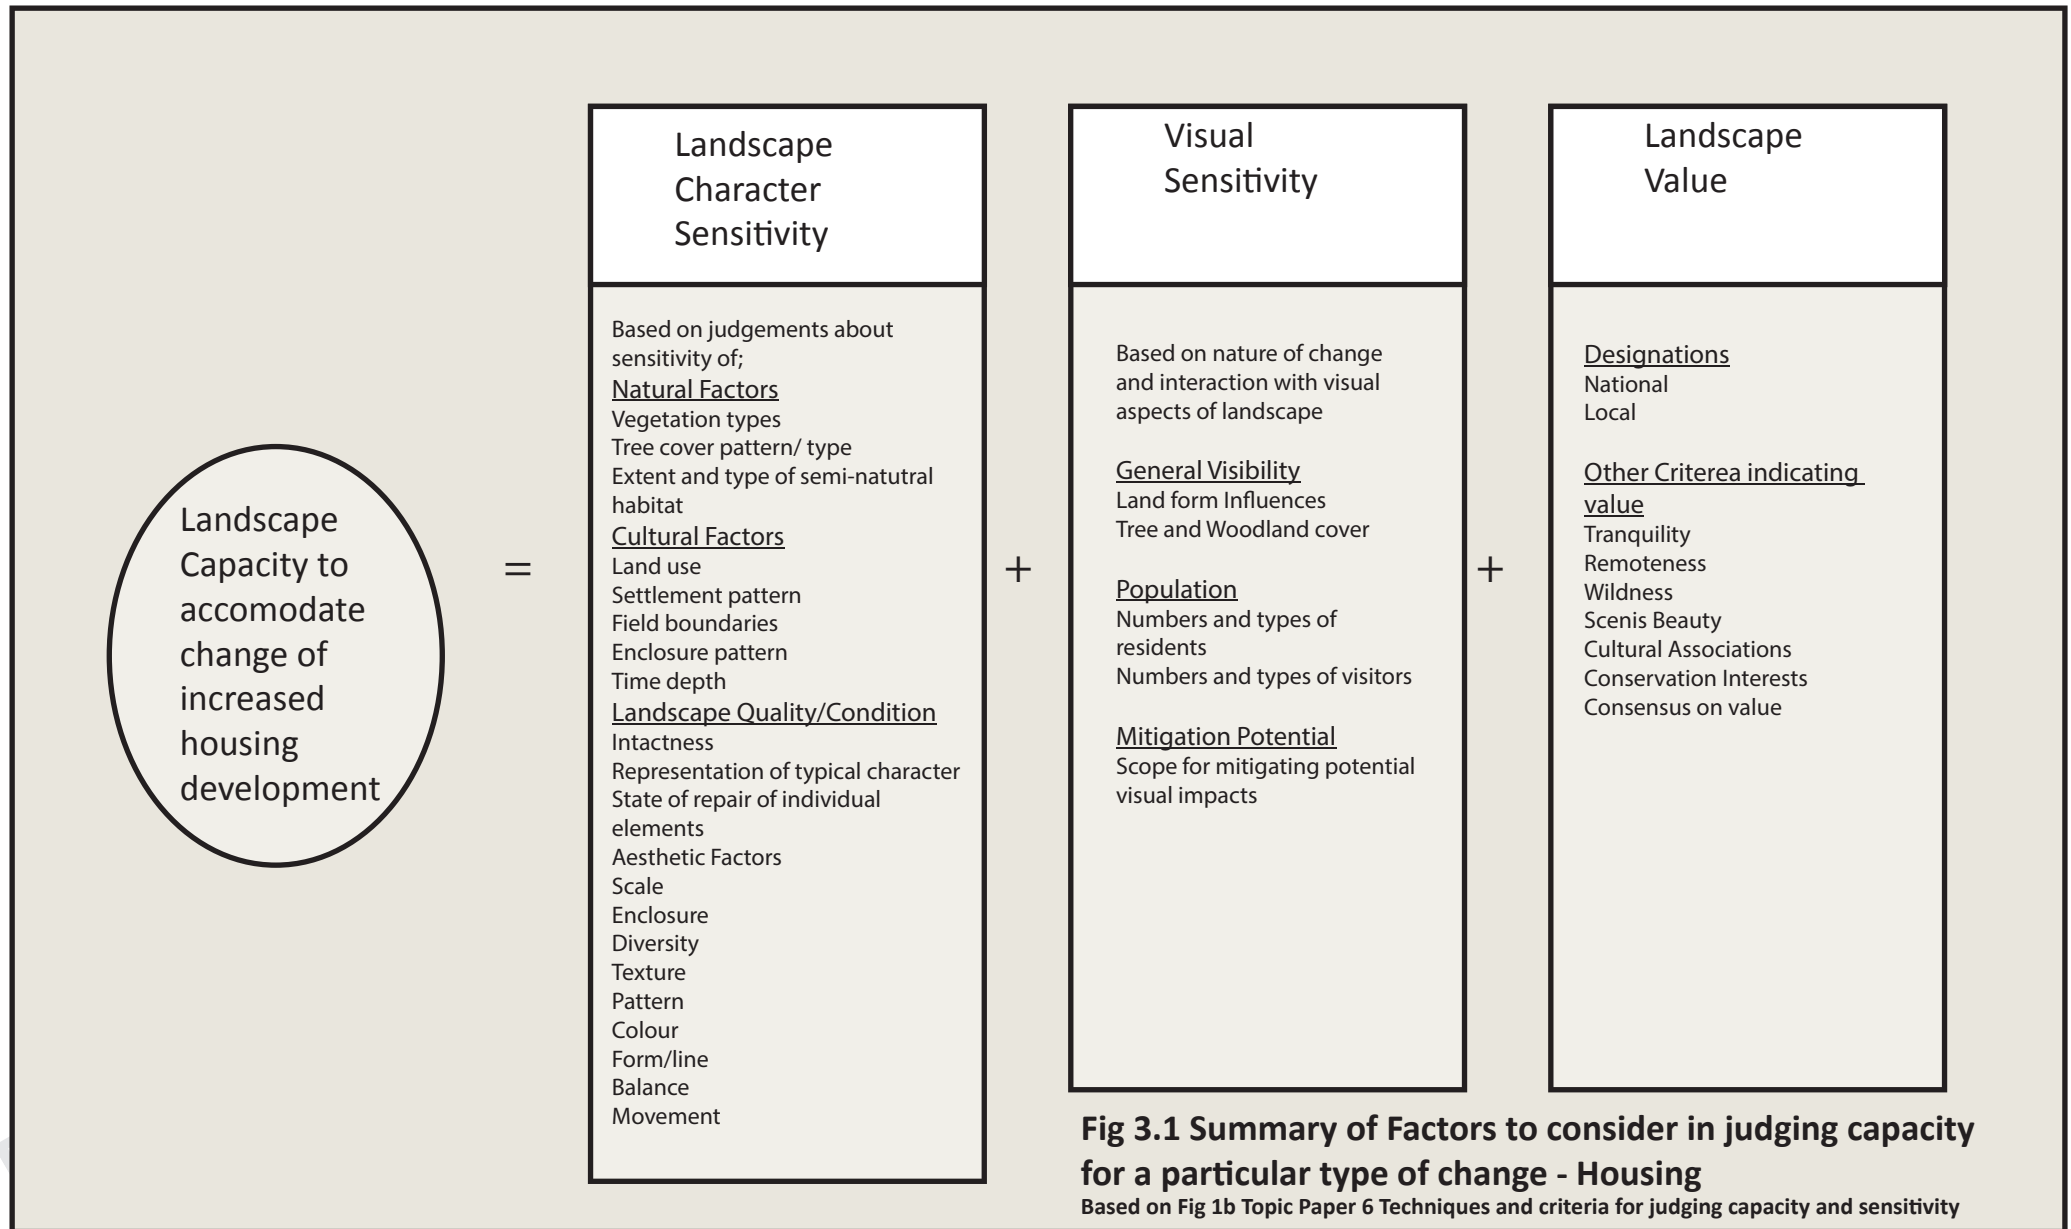 Landscape
Capacity to
accomodate
change of
increased
housing
development
=
Landscape
Character
Sensitivity
Based on judgements about
sensitivity of;
Natural Factors
Vegetation types
Tree cover pattern/ type
Extent and type of semi-natutral
habitat
Cultural Factors
Land use
Settlement pattern
Field boundaries
Enclosure pattern
Time depth
Landscape Quality/Condition
Intactness
Representation of typical character
State of repair of individual
elements
Aesthetic Factors
Scale
Enclosure
Diversity
Texture
Pattern
Colour
Form/line
Balance
Movement
+
Visual
Sensitivity
Based on nature of change
and interaction with visual
aspects of landscape
General Visibility
Land form Influences
Tree and Woodland cover
Population
Numbers and types of
residents
Numbers and types of visitors
Mitigation Potential
Scope for mitigating potential
visual impacts
+
Landscape
Value
Designations
National
Local
Other Criterea indicating
value
Tranquility
Remoteness
Wildness
Scenis Beauty
Cultural Associations
Conservation Interests
Consensus on value
Fig 3.1 Summary of Factors to consider in judging capacity
for a particular type of change - Housing
Based on Fig 1b Topic Paper 6 Techniques and criteria for judging capacity and sensitivity